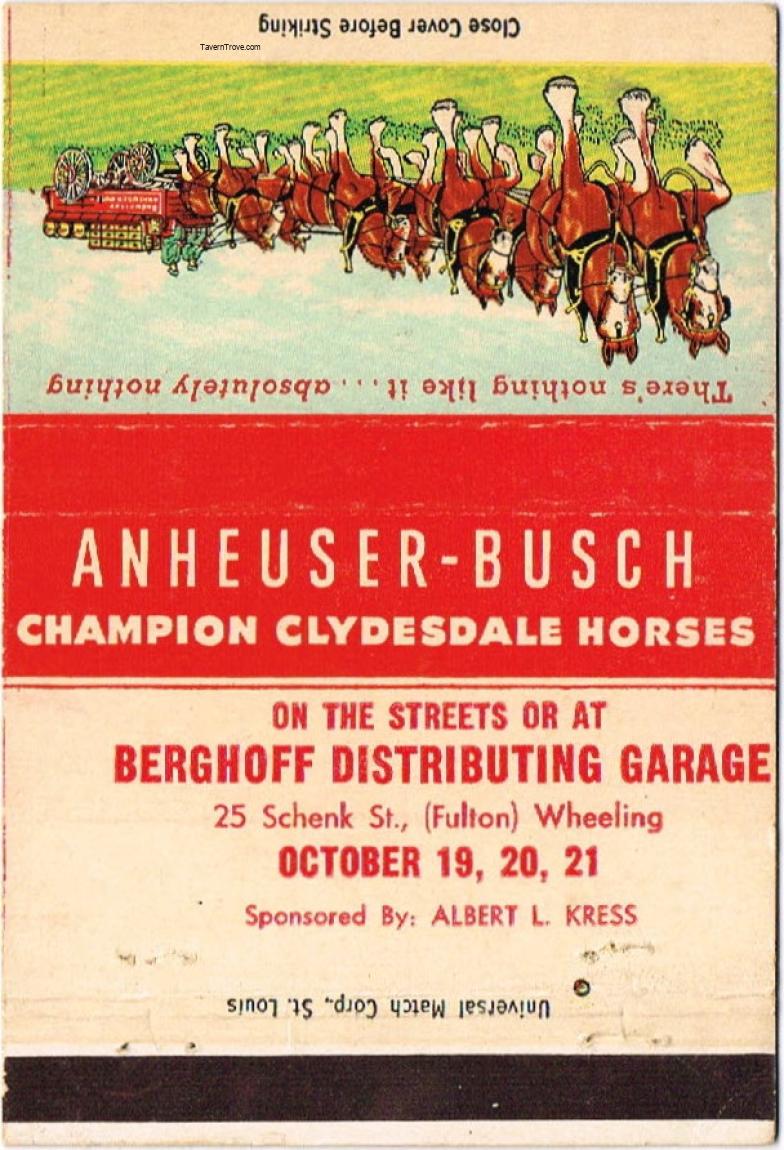 Close Cover Before Striking
TavernTrove.com
There's nothing like it . . . absolutely nothing
ANHEUSER-BUSCH
CHAMPION CLYDESDALE HORSES
ON THE STREETS OR AT
BERGHOFF DISTRIBUTING GARAGE
25 Schenk St., (Fulton) Wheeling
OCTOBER 19, 20, 21
Sponsored By: ALBERT L. KRESS
Universal Match Corp., St. Louis